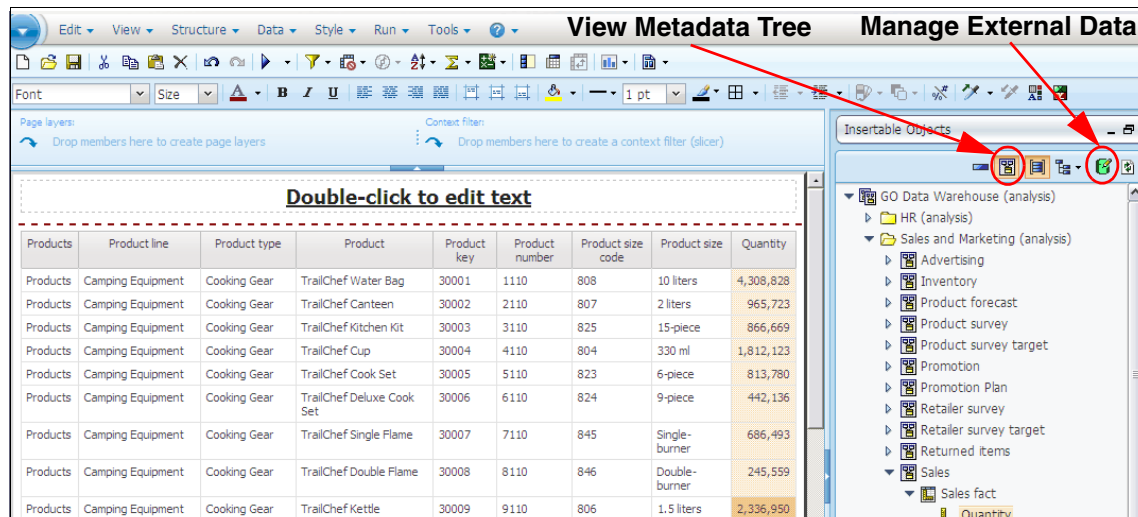 View Metadata Tree
Manage External Data
Edit View Structure Data Style Run Tools
Font Size 1 pt
Page layers:
Drop members here to create page layers
Context filter:
Drop members here to create a context filter (slicer)
Insertable Objects
Double-click to edit text
Products Product line Product type Product Product key Product number Product size code Product size Quantity
Products Camping Equipment Cooking Gear TrailChef Water Bag 30001 1110 808 10 liters 4,308,828
Products Camping Equipment Cooking Gear TrailChef Canteen 30002 2110 807 2 liters 965,723
Products Camping Equipment Cooking Gear TrailChef Kitchen Kit 30003 3110 825 15-piece 866,669
Products Camping Equipment Cooking Gear TrailChef Cup 30004 4110 804 330 ml 1,812,123
Products Camping Equipment Cooking Gear TrailChef Cook Set 30005 5110 823 6-piece 813,780
Products Camping Equipment Cooking Gear TrailChef Deluxe Cook Set 30006 6110 824 9-piece 442,136
Products Camping Equipment Cooking Gear TrailChef Single Flame 30007 7110 845 Single-burner 686,493
Products Camping Equipment Cooking Gear TrailChef Double Flame 30008 8110 846 Double-burner 245,559
Products Camping Equipment Cooking Gear TrailChef Kettle 30009 9110 806 1.5 liters 2,336,950
GO Data Warehouse (analysis)
HR (analysis)
Sales and Marketing (analysis)
Advertising
Inventory
Product forecast
Product survey
Product survey target
Promotion
Promotion Plan
Retailer survey
Retailer survey target
Returned items
Sales
Sales fact
Quantity